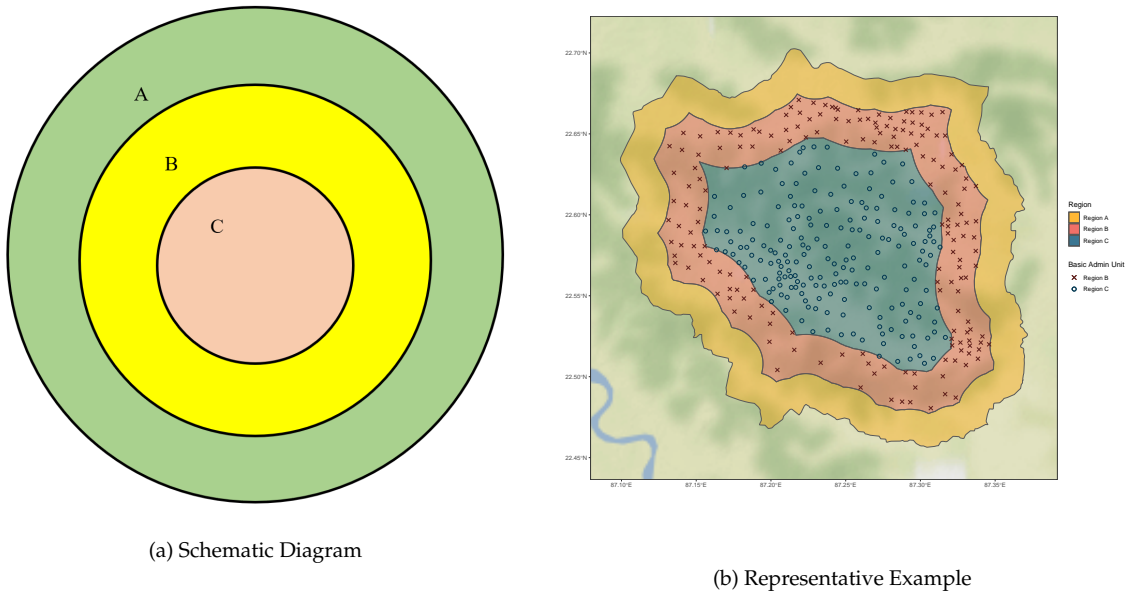 A
B
C
(a) Schematic Diagram
22.70°N
22.65°N
22.60°N
22.55°N
22.50°N
22.45°N
87.10°E
87.15°E
87.20°E
87.25°E
87.30°E
87.35°E
Region
Region A
Region B
Region C
Basic Admin Unit
Region B
Region C
(b) Representative Example